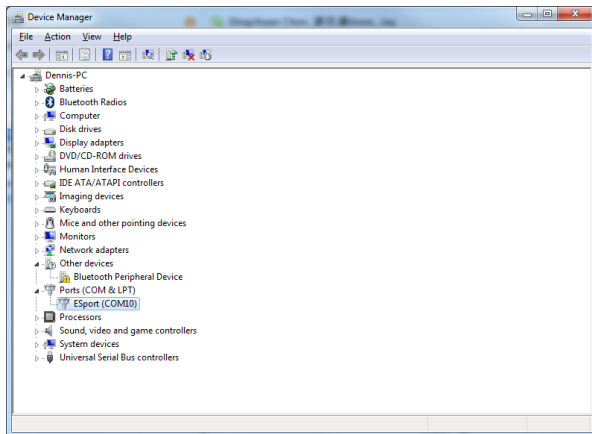 Device Manager
File Action View Help
Dennis-PC
Batteries
Bluetooth Radios
Computer
Disk drives
Display adapters
DVD/CD-ROM drives
Human Interface Devices
IDE ATA/ATAPI controllers
Imaging devices
Keyboards
Mice and other pointing devices
Monitors
Network adapters
Other devices
Bluetooth Peripheral Device
Ports (COM & LPT)
ESport (COM10)
Processors
Sound, video and game controllers
System devices
Universal Serial Bus controllers